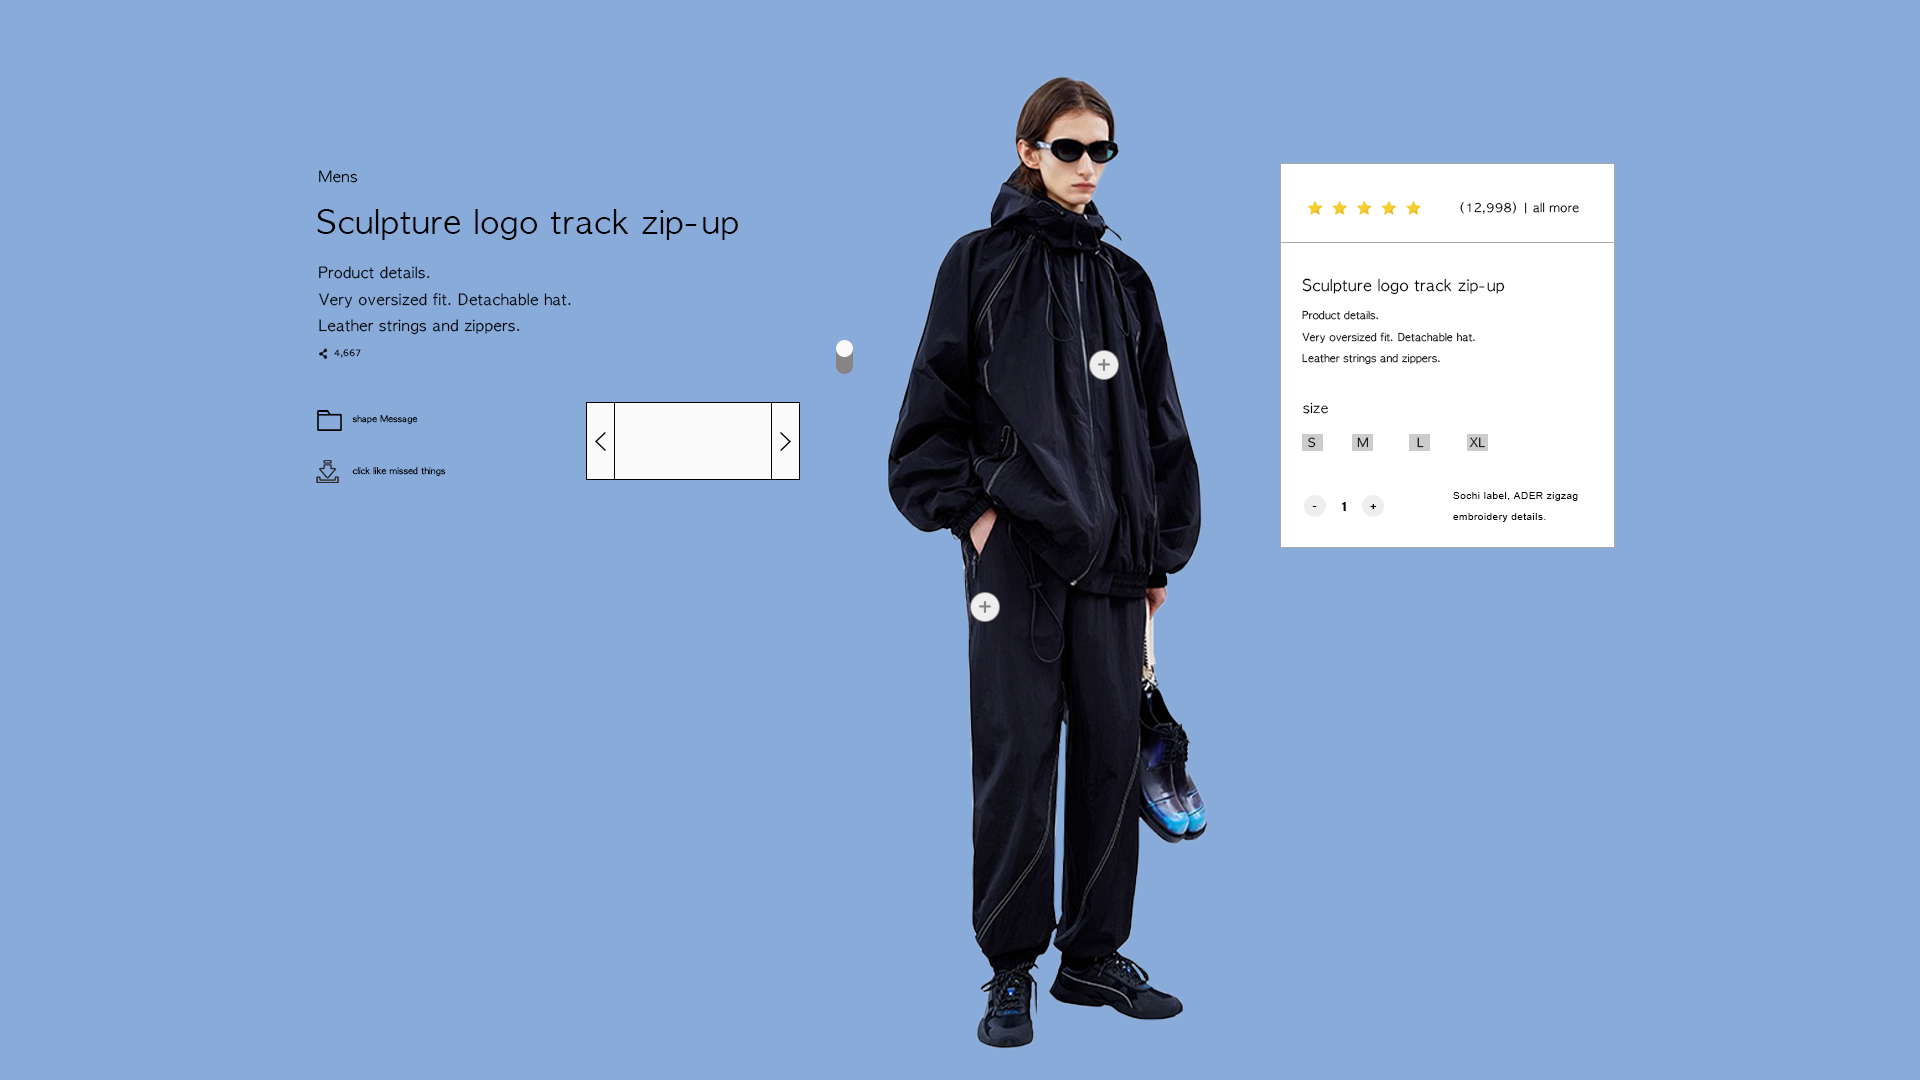 Mens
Sculpture logo track zip-up
Product details.
Very oversized fit. Detachable hat.
Leather strings and zippers.
4,667
shape Message
click like missed things
(12,998) | all more
Sculpture logo track zip-up
Product details.
Very oversized fit. Detachable hat.
Leather strings and zippers.
size
S M L XL
- 1 +
Sochi label, ADER zigzag
embroidery details.